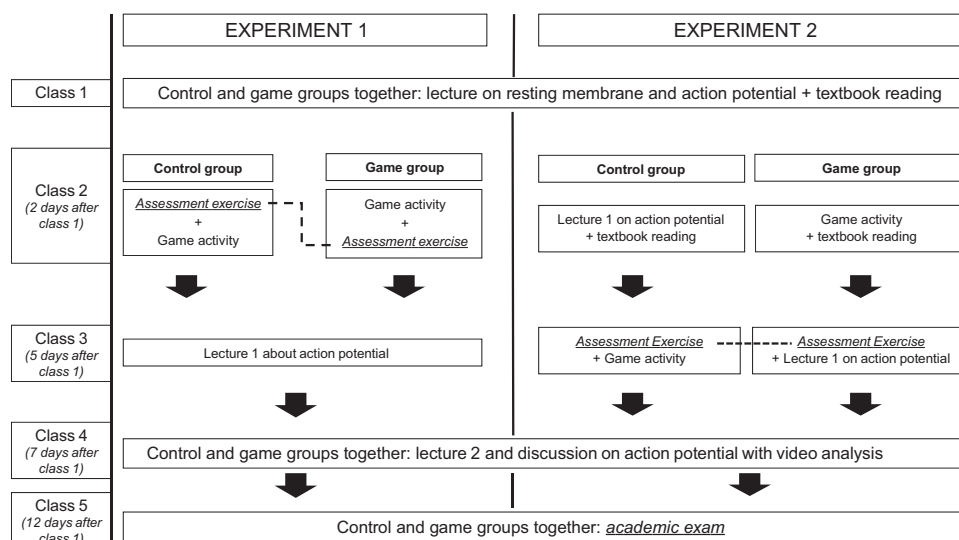 EXPERIMENT 1
EXPERIMENT 2
Class 1
Control and game groups together: lecture on resting membrane and action potential + textbook reading
Class 2
(2 days after
class 1)
Control group
Assessment exercise
+
Game activity
Game group
Game activity
+
Assessment exercise
Control group
Lecture 1 on action potential
+ textbook reading
Game group
Game activity
+ textbook reading
Class 3
(5 days after
class 1)
Lecture 1 about action potential
Assessment Exercise
+ Game activity
Assessment Exercise
+ Lecture 1 on action potential
Class 4
(7 days after
class 1)
Control and game groups together: lecture 2 and discussion on action potential with video analysis
Class 5
(12 days after
class 1)
Control and game groups together: academic exam